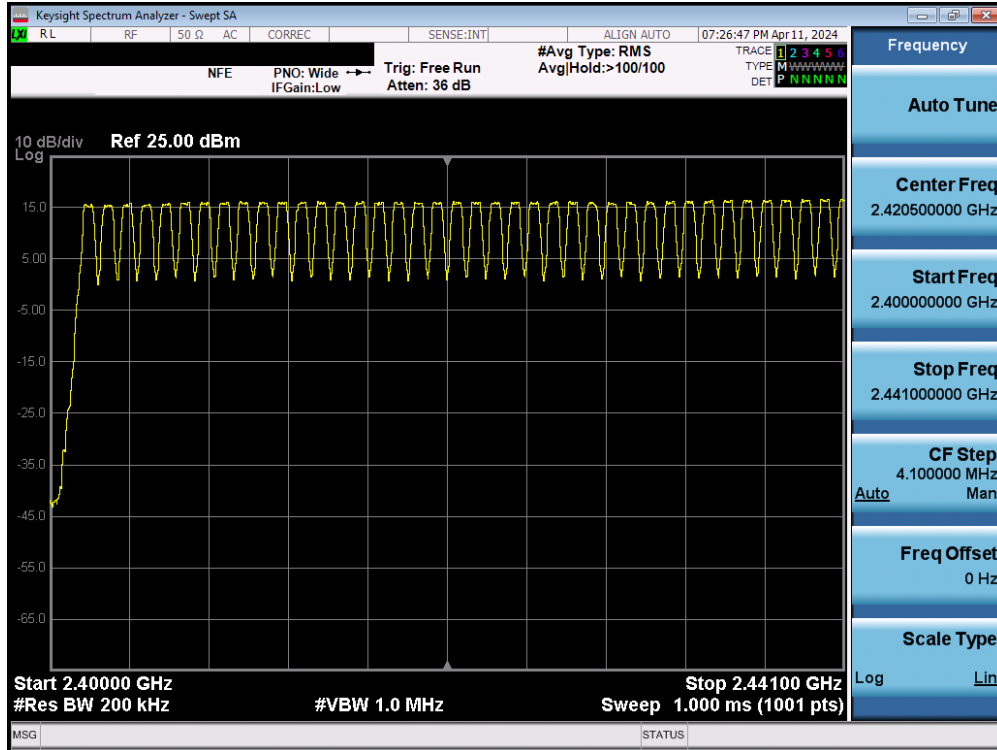 Keysight Spectrum Analyzer - Swept SA
LXI RL RF 50 Ω AC CORREC SENSE:INT ALIGN AUTO 07:26:47 PM Apr 11, 2024
#Avg Type: RMS TRACE 1 2 3 4 5 6
NFE PNO: Wide Trig: Free Run Avg|Hold:>100/100 TYPE M WWWWW
IFGain:Low Atten: 36 dB DET P N N N N N
Frequency
Auto Tune
Center Freq
2.420500000 GHz
Start Freq
2.400000000 GHz
Stop Freq
2.441000000 GHz
CF Step
4.100000 MHz
Auto Man
Freq Offset
0 Hz
Scale Type
Log Lin
10 dB/div Ref 25.00 dBm
Log
15.0
5.00
-5.00
-15.0
-25.0
-35.0
-45.0
-55.0
-65.0
Start 2.40000 GHz Stop 2.44100 GHz
#Res BW 200 kHz #VBW 1.0 MHz Sweep 1.000 ms (1001 pts)
MSG STATUS